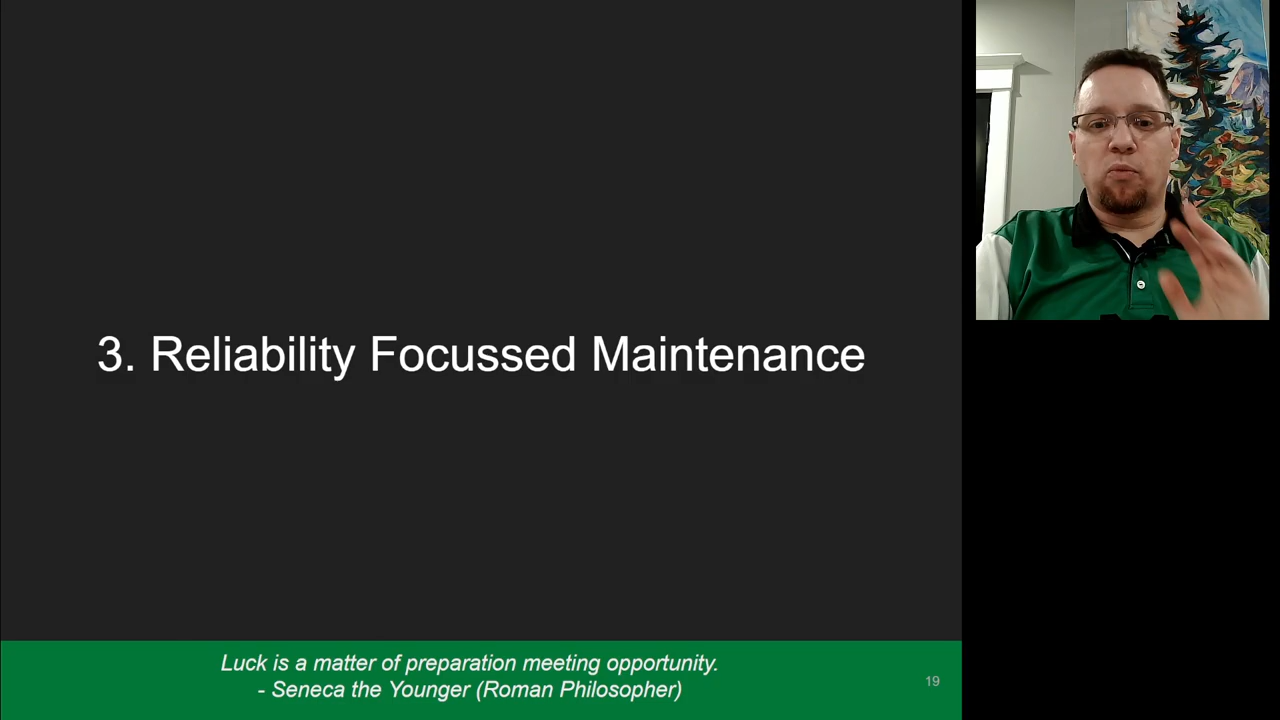 3. Reliability Focussed Maintenance
Luck is a matter of preparation meeting opportunity.
- Seneca the Younger (Roman Philosopher)
19